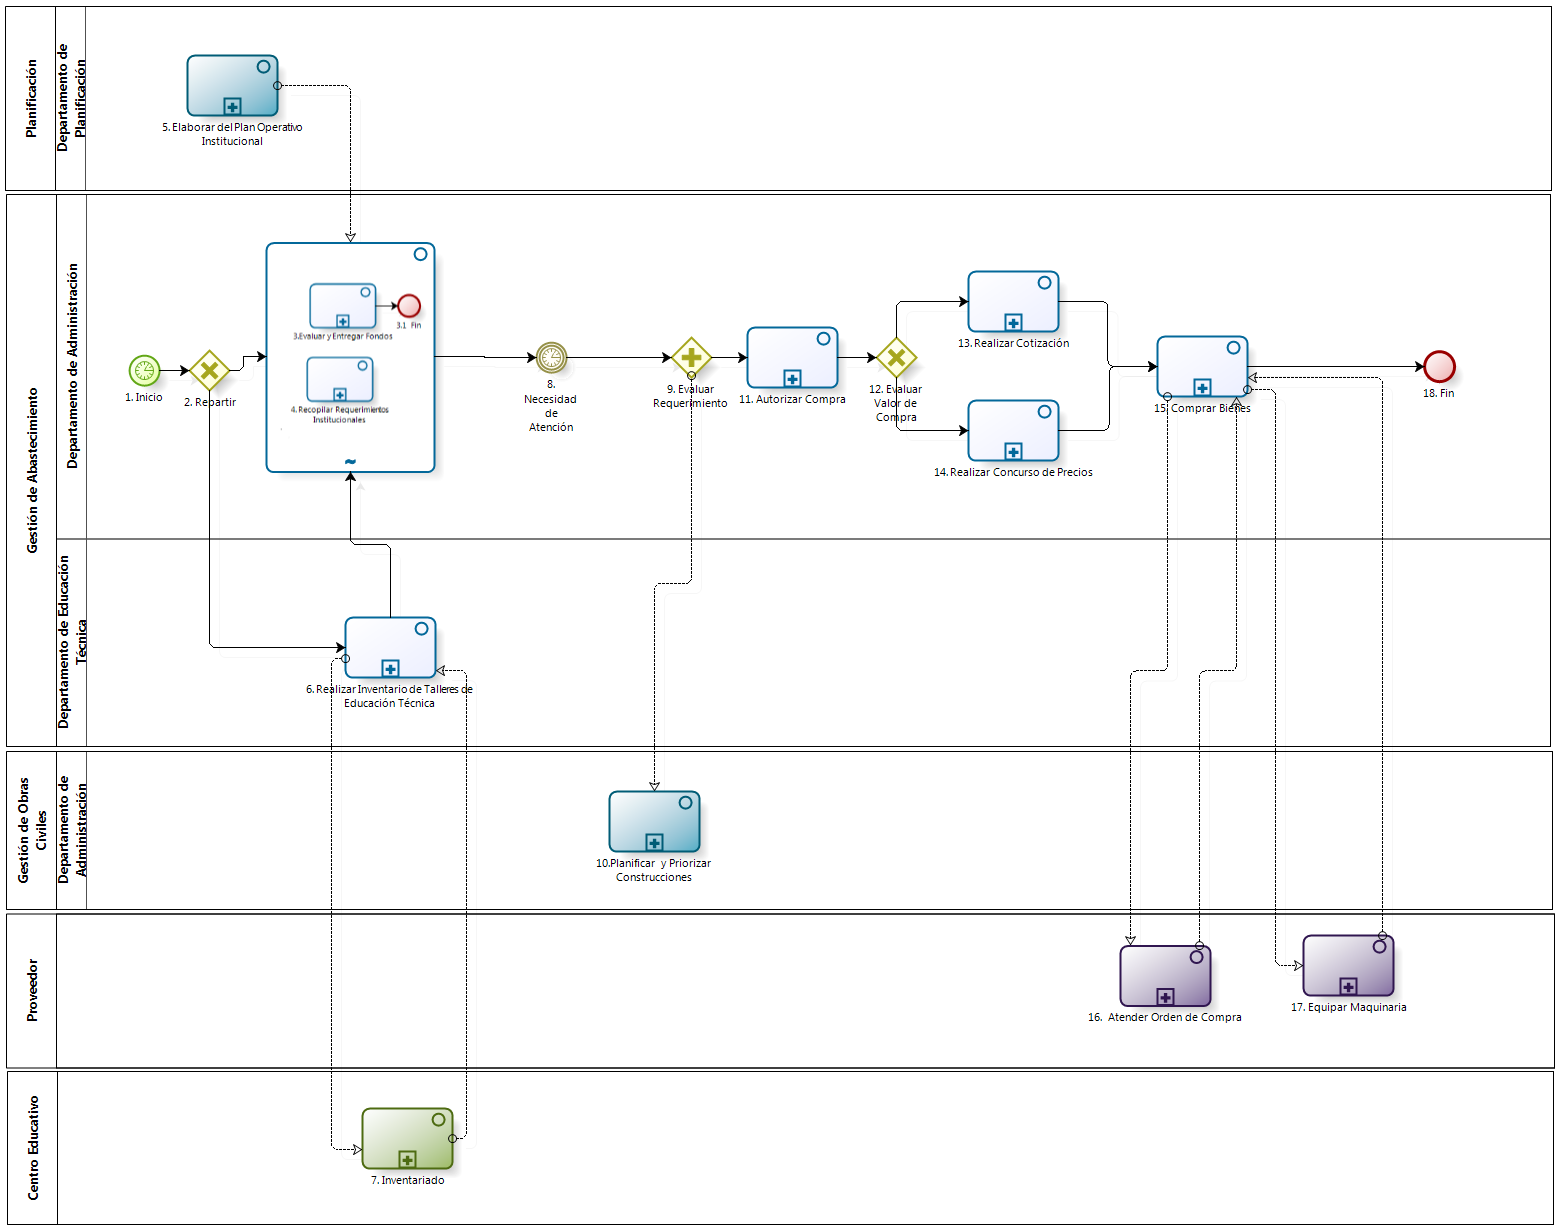 Planificación
Departamento de
Planificación
5. Elaborar del Plan Operativo
Institucional
Gestión de Abastecimiento
Departamento de Administración
1. Inicio
2. Repartir
3.Evaluar y Entregar Fondos
3.1 Fin
4. Recopilar Requerimientos
Institucionales
8.
Necesidad
de
Atención
9. Evaluar
Requerimiento
11. Autorizar Compra
12. Evaluar
Valor de
Compra
13. Realizar Cotización
14. Realizar Concurso de Precios
15. Comprar Bienes
18. Fin
Departamento de Educación
Técnica
6. Realizar Inventario de Talleres de
Educación Técnica
Gestión de Obras
Civiles
Departamento de
Administración
10.Planificar y Priorizar
Construcciones
Proveedor
16. Atender Orden de Compra
17. Equipar Maquinaria
Centro Educativo
7. Inventariado